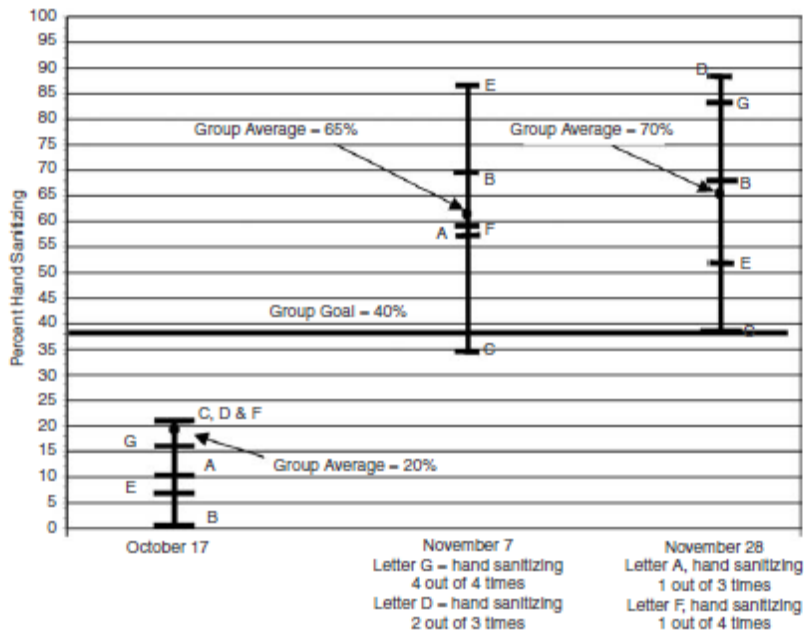 100
95
90
85
80
75
70
65
60
55
50
45
40
35
30
25
20
15
10
5
0
Percent Hand Sanitizing
D
E
G
Group Average = 65%
Group Average = 70%
B
B
A
F
E
Group Goal = 40%
C, D & F
G
A
Group Average = 20%
E
B
October 17
November 7
November 28
Letter G = hand sanitizing
4 out of 4 times
Letter D = hand sanitizing
2 out of 3 times
Letter A, hand sanitizing
1 out of 3 times
Letter F, hand sanitizing
1 out of 4 times